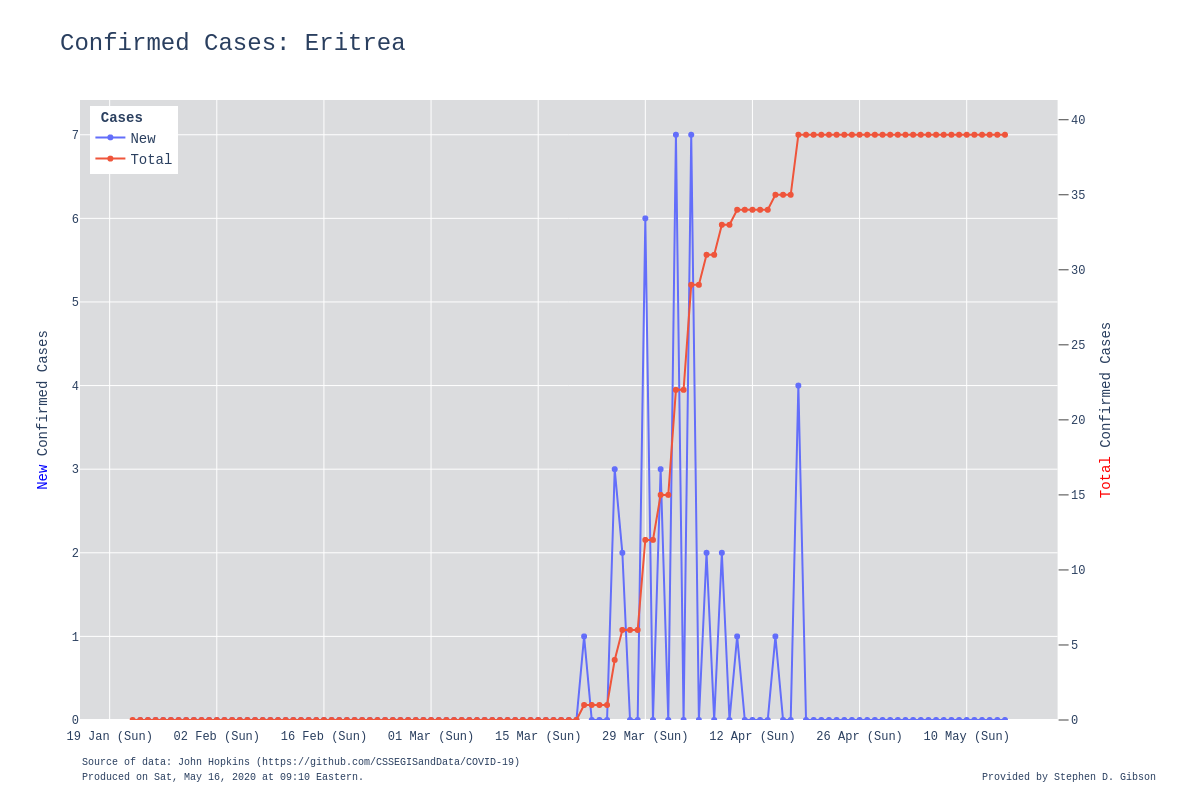 Confirmed Cases: Eritrea
Cases
New
Total
7
6
5
4
3
2
1
0
New Confirmed Cases
40
35
30
25
20
15
10
5
0
Total Confirmed Cases
19 Jan (Sun) 02 Feb (Sun) 16 Feb (Sun) 01 Mar (Sun) 15 Mar (Sun) 29 Mar (Sun) 12 Apr (Sun) 26 Apr (Sun) 10 May (Sun)
Source of data: John Hopkins (https://github.com/CSSEGISandData/COVID-19)
Produced on Sat, May 16, 2020 at 09:10 Eastern.
Provided by Stephen D. Gibson